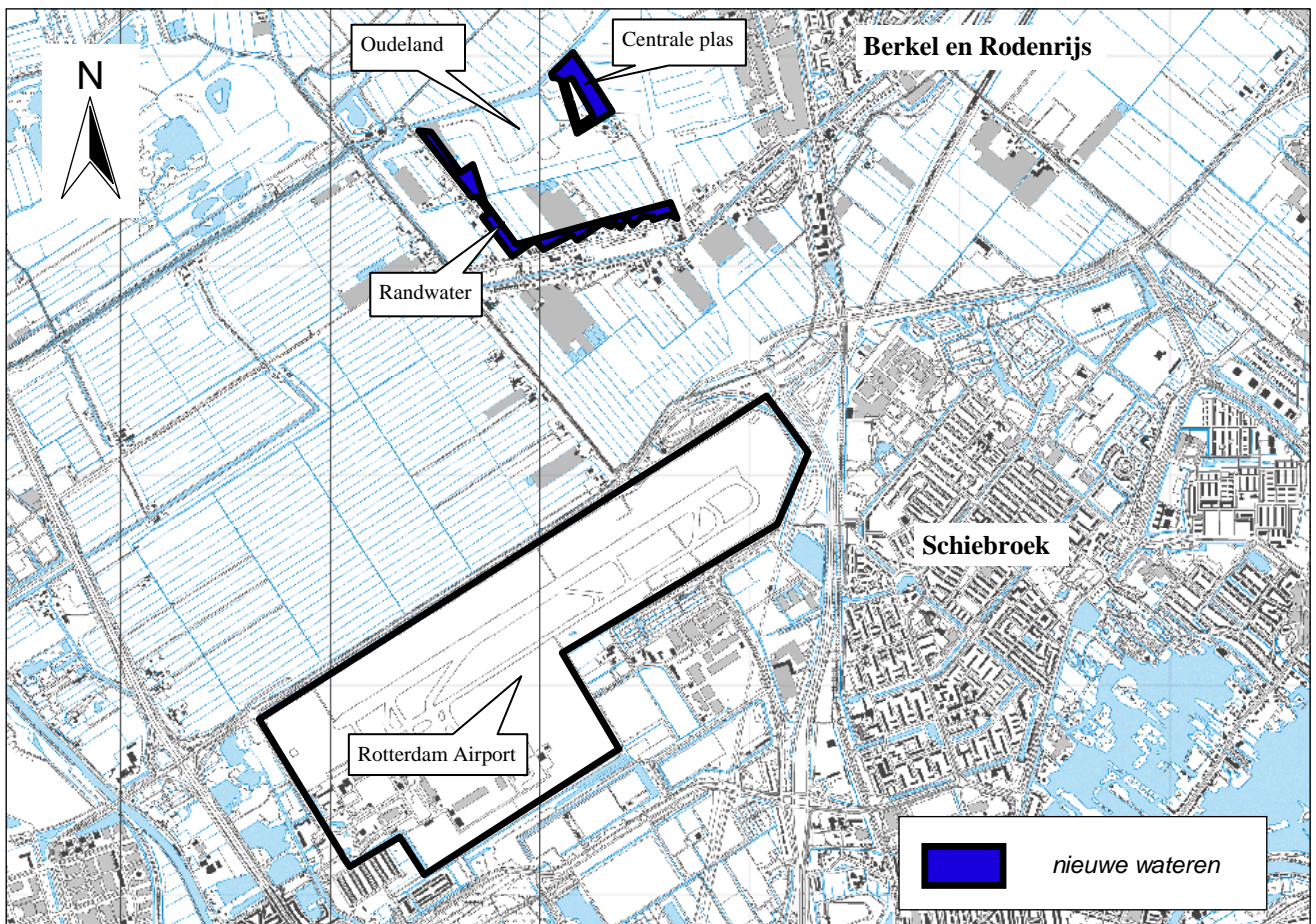 Oudeland
Centrale plas
Berkel en Rodenrijs
N
Randwater
Schiebroek
Rotterdam Airport
nieuwe wateren